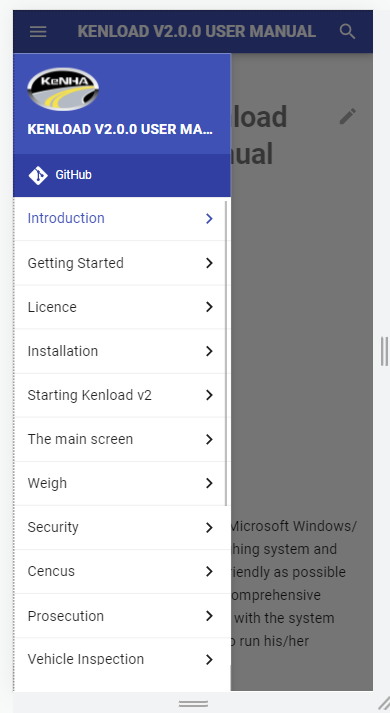 KENLOAD V2.0.0 USER MANUAL
KeNHA
KENLOAD V2.0.0 USER MA...
GitHub
Introduction
Getting Started
Licence
Installation
Starting Kenload v2
The main screen
Weigh
Security
Cencus
Prosecution
Vehicle Inspection
load
ual
Microsoft Windows/
hing system and
iendly as possible
omprehensive
with the system
o run his/her